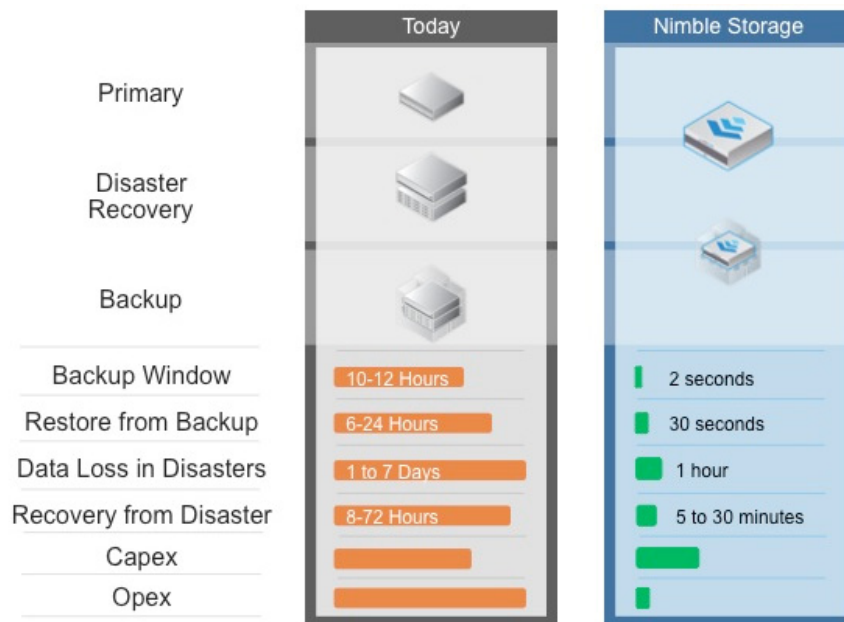 Today
Nimble Storage
Primary
Disaster
Recovery
Backup
Backup Window
10-12 Hours
2 seconds
Restore from Backup
6-24 Hours
30 seconds
Data Loss in Disasters
1 to 7 Days
1 hour
Recovery from Disaster
8-72 Hours
5 to 30 minutes
Capex
Opex